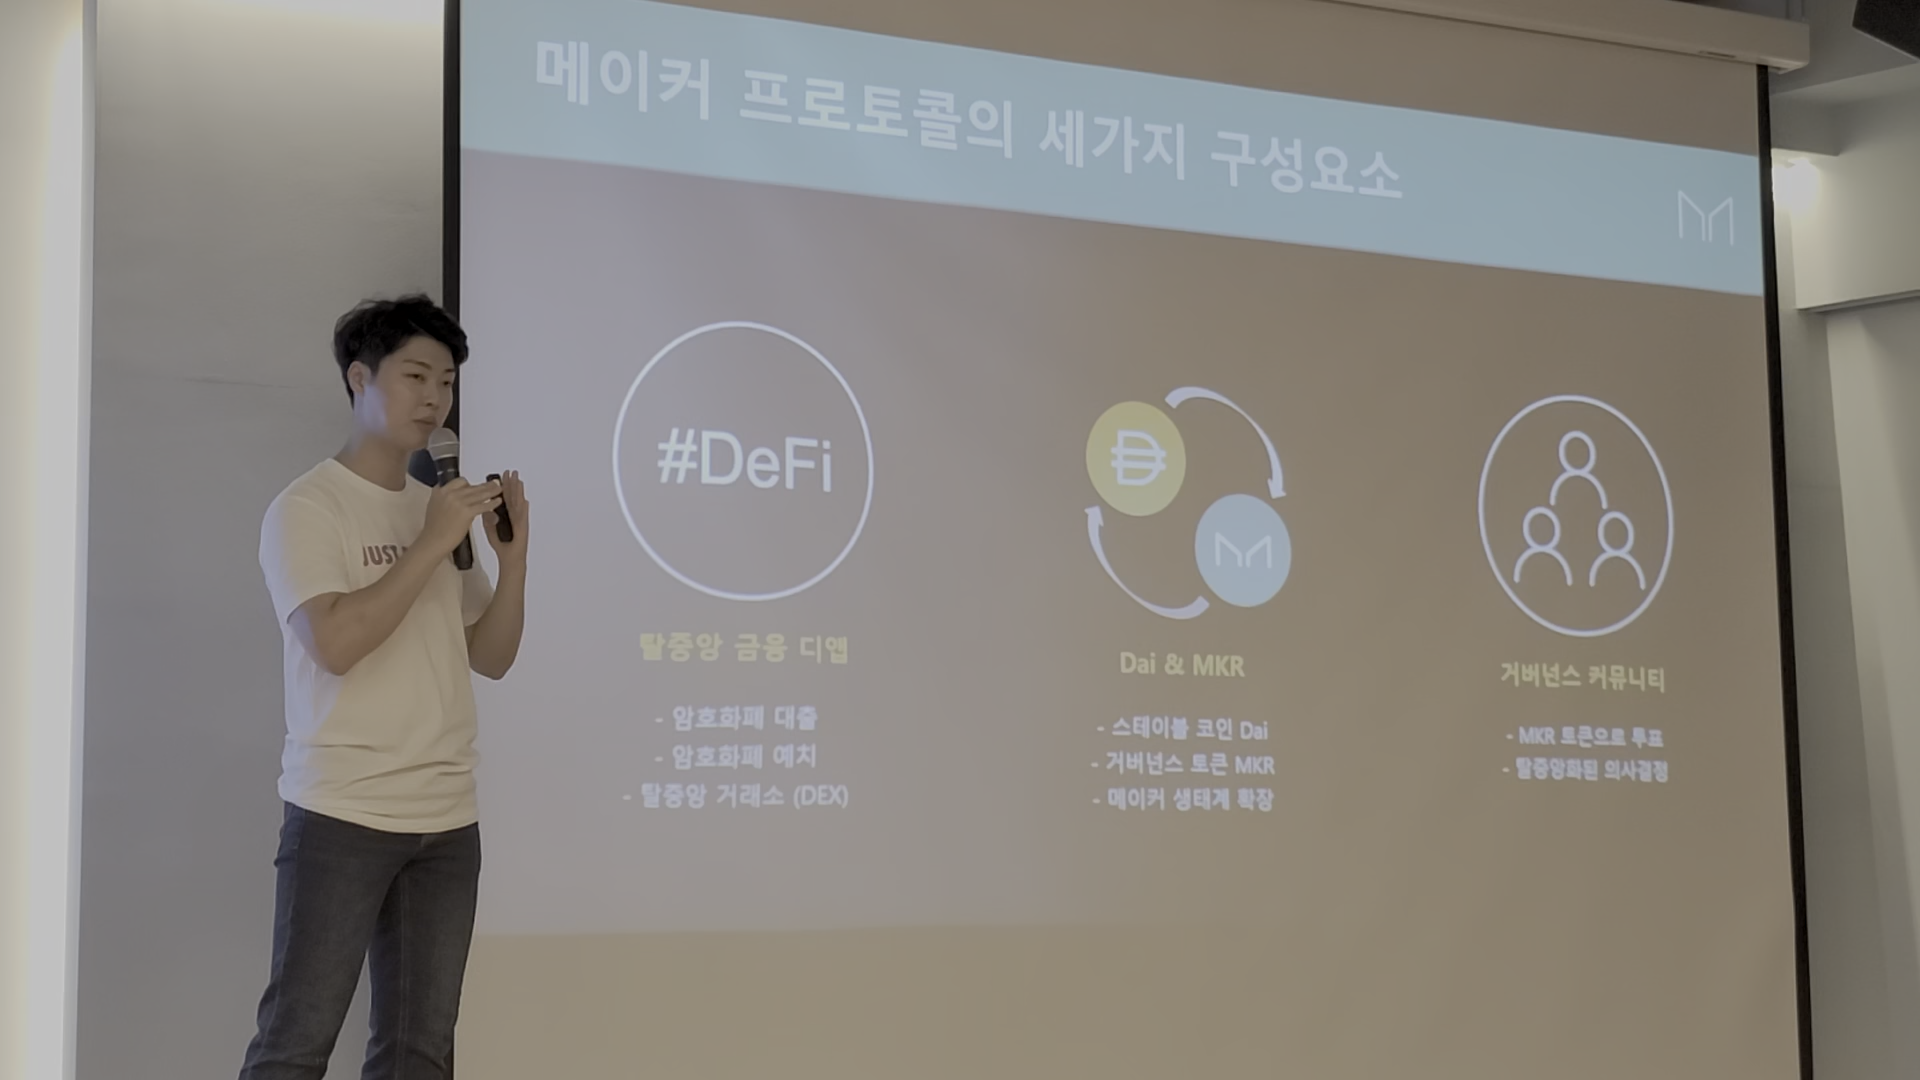 메이커 프로토콜의 세가지 구성요소
#DeFi
탈중앙 금융 디앱
- 암호화폐 대출
- 암호화폐 예치
- 탈중앙 거래소 (DEX)
Dai & MKR
- 스테이블 코인 Dai
- 거버넌스 토큰 MKR
- 메이커 생태계 확장
거버넌스 커뮤니티
- MKR 토큰으로 투표
- 탈중앙화된 의사결정
JUST